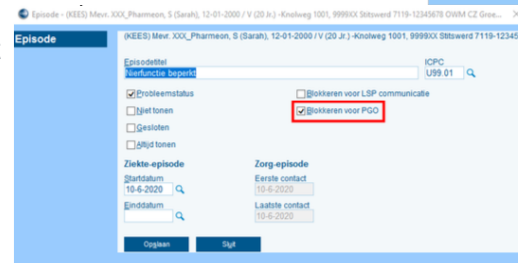 Episode - (KEES) Mevr. XXX_Pharmeon, S (Sarah), 12-01-2000 / V (20 Jr.) -Knolweg 1001, 9999XX Stitswerd 7119-12345678 OWM CZ Gree...
Episode
(KEES) Mevr. XXX_Pharmeon, S (Sarah), 12-01-2000 / V (20 Jr.) -Knolweg 1001, 9999XX Stitswerd 7119-12345
Episodetitel ICPC
Nierfunctie beperkt U99.01
Probleemstatus Blokkeren voor LSP communicatie
Niet tonen Blokkeren voor PGO
Gesloten
Altijd tonen
Ziekte-episode Zorg-episode
Startdatum Eerste contact
10-6-2020 10-6-2020
Einddatum Laatste contact
10-6-2020
Opslaan Sluit